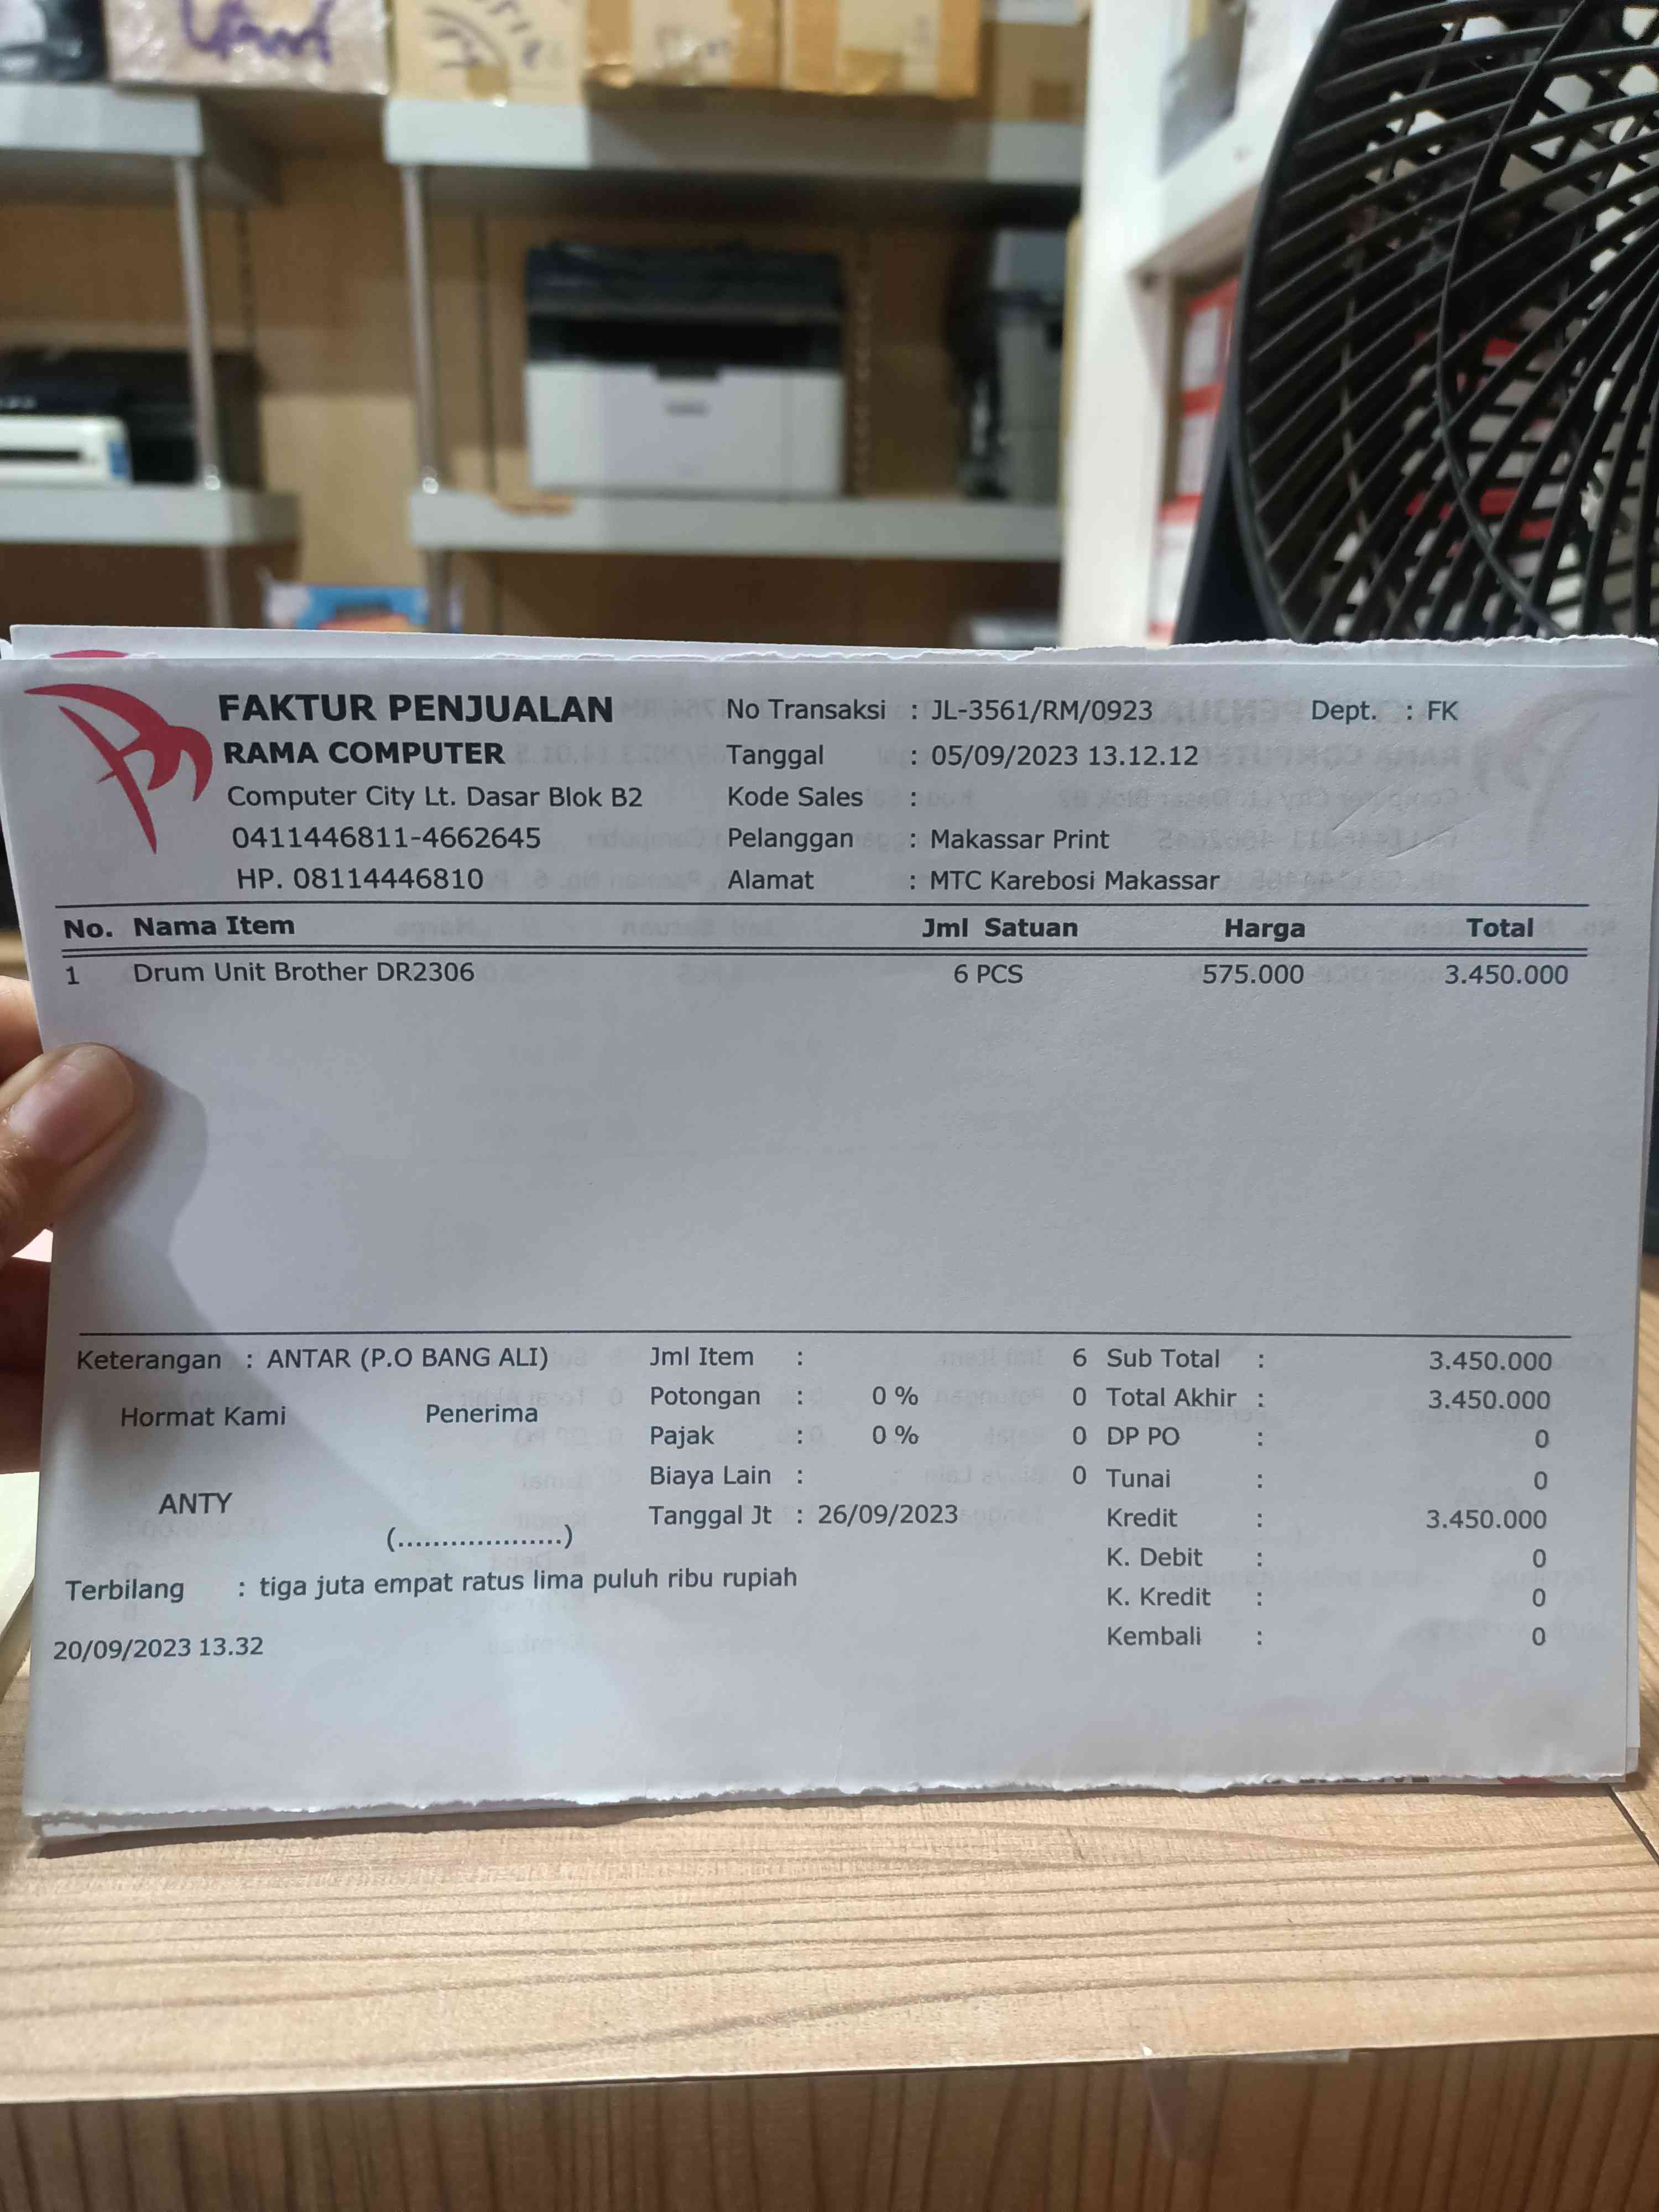 FAKTUR PENJUALAN
RAMA COMPUTER
Computer City Lt. Dasar Blok B2
0411446811-4662645
HP. 08114446810
No Transaksi : JL-3561/RM/0923 Dept. : FK
Tanggal : 05/09/2023 13.12.12
Kode Sales :
Pelanggan : Makassar Print
Alamat : MTC Karebosi Makassar
No. Nama Item Jml Satuan Harga Total
1 Drum Unit Brother DR2306 6 PCS 575.000 3.450.000
Keterangan : ANTAR (P.O BANG ALI)
Hormat Kami Penerima
ANTY
(....................)
Terbilang : tiga juta empat ratus lima puluh ribu rupiah
20/09/2023 13.32
Jml Item : 6
Potongan : 0 % 0
Pajak : 0 % 0
Biaya Lain : 0
Tanggal Jt : 26/09/2023
Sub Total : 3.450.000
Total Akhir : 3.450.000
DP PO : 0
Tunai : 0
Kredit : 3.450.000
K. Debit : 0
K. Kredit : 0
Kembali : 0